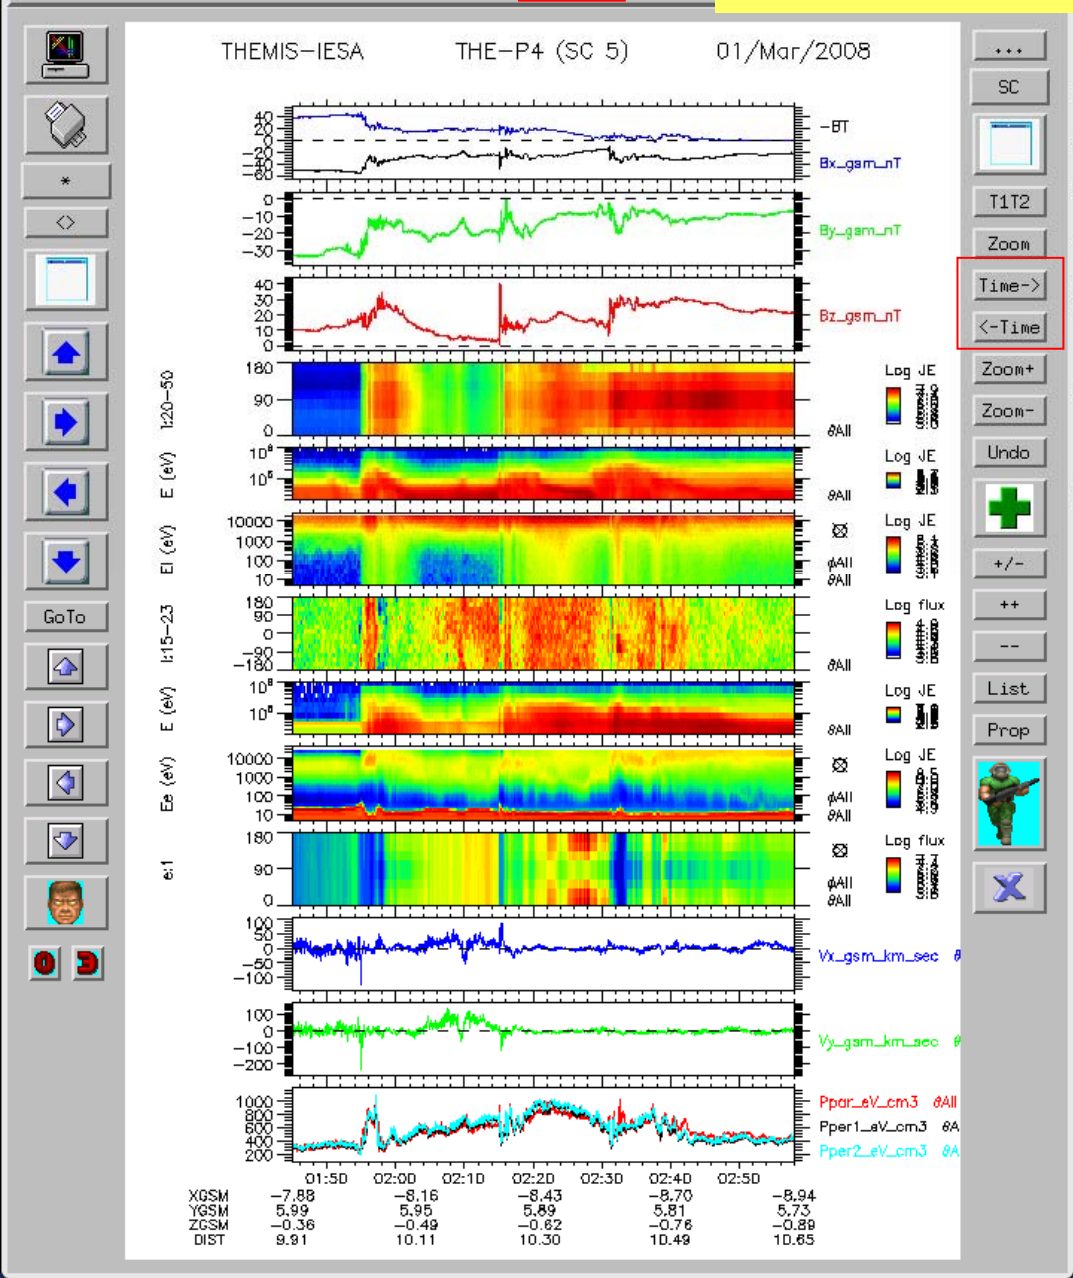 THEMIS-IESA THE-P4 (SC 5) 01/Mar/2008
...
SC
*
<>
T1T2
Zoom
Time->
<-Time
Zoom+
Zoom-
Undo
+/-
++
--
List
Prop
GoTo
0 3
40
20
0
-20
-40
-60
-BT
Bx_gsm_nT
0
-10
-20
-30
By_gsm_nT
40
30
20
10
0
Bz_gsm_nT
I:20-50
180
90
0
θAll
Log JE
E (eV)
θAll
Log JE
EI (eV)
10000
1000
100
10
φAll
θAll
Log JE
I:15-23
180
90
0
-90
-180
θAll
Log flux
E (eV)
θAll
Log JE
Ee (eV)
10000
1000
100
10
φAll
θAll
Log JE
e:1
180
90
0
φAll
θAll
Log flux
100
50
0
-50
-100
Vx_gsm_km_sec θ
100
0
-100
-200
Vy_gsm_km_sec θ
1000
800
600
400
200
Ppar_eV_cm3 θAll
Pper1_eV_cm3 θA
Pper2_eV_cm3 θA
01:50 02:00 02:10 02:20 02:30 02:40 02:50
XGSM -7.88 -8.16 -8.43 -8.70 -8.94
YGSM 5.99 5.95 5.89 5.81 5.73
ZGSM -0.36 -0.49 -0.62 -0.76 -0.89
DIST 9.91 10.11 10.30 10.49 10.65